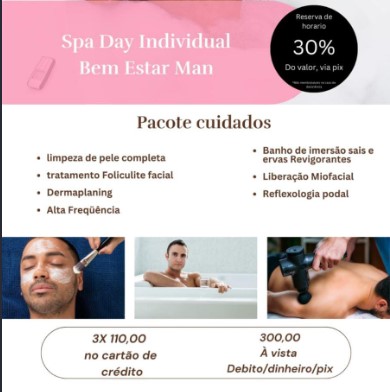 Spa Day Individual
Bem Estar Man
Reserva de
horario
30%
Do valor, via pix
Pacote cuidados
limpeza de pele completa
tratamento Foliculite facial
Dermaplaning
Alta Freqüência
Banho de imersão sais e
ervas Revigorantes
Liberação Miofacial
Reflexologia podal
3X 110,00
no cartão de
crédito
300,00
À vista
Debito/dinheiro/pix